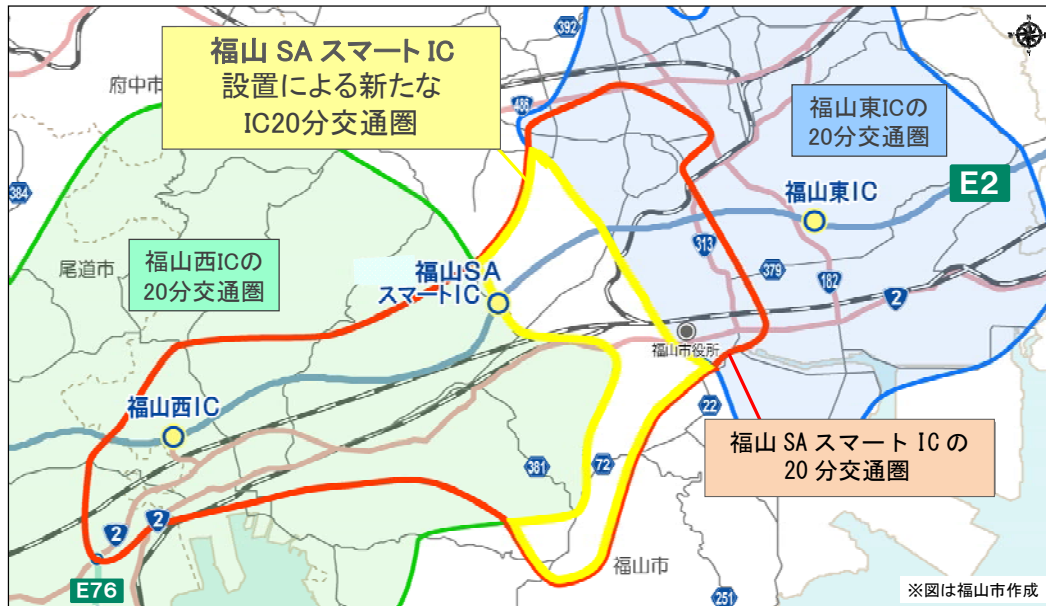 福山 SA スマート IC
設置による新たな
IC20分交通圏
392
府中市
486
福山東ICの
20分交通圏
384
福山東IC
E2
尾道市
福山西ICの
20分交通圏
福山SA
スマートIC
313
379
182
2
福山市役所
福山西IC
22
福山 SA スマート IC の
20 分交通圏
381
72
2
2
福山市
E76
251
※図は福山市作成